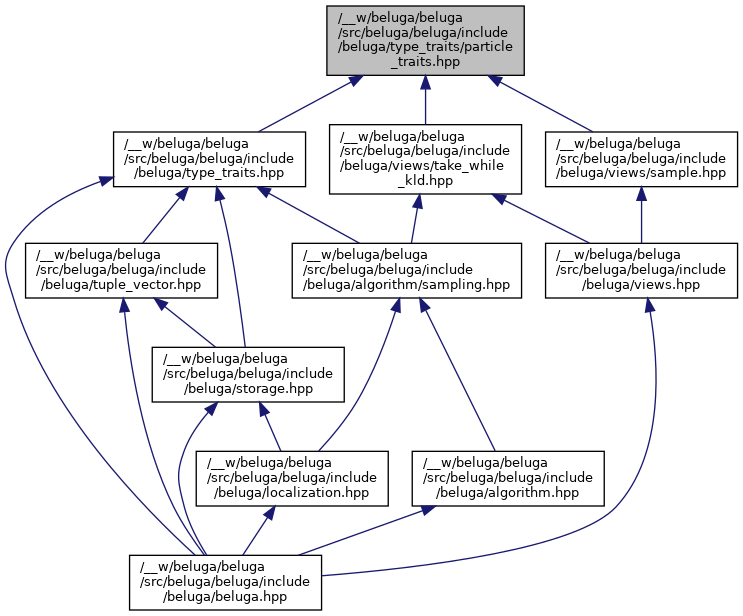 /__w/beluga/beluga
/src/beluga/beluga/include
/beluga/type_traits/particle
_traits.hpp
/__w/beluga/beluga
/src/beluga/beluga/include
/beluga/type_traits.hpp
/__w/beluga/beluga
/src/beluga/beluga/include
/beluga/views/take_while
_kld.hpp
/__w/beluga/beluga
/src/beluga/beluga/include
/beluga/views/sample.hpp
/__w/beluga/beluga
/src/beluga/beluga/include
/beluga/tuple_vector.hpp
/__w/beluga/beluga
/src/beluga/beluga/include
/beluga/algorithm/sampling.hpp
/__w/beluga/beluga
/src/beluga/beluga/include
/beluga/views.hpp
/__w/beluga/beluga
/src/beluga/beluga/include
/beluga/storage.hpp
/__w/beluga/beluga
/src/beluga/beluga/include
/beluga/localization.hpp
/__w/beluga/beluga
/src/beluga/beluga/include
/beluga/algorithm.hpp
/__w/beluga/beluga
/src/beluga/beluga/include
/beluga/beluga.hpp